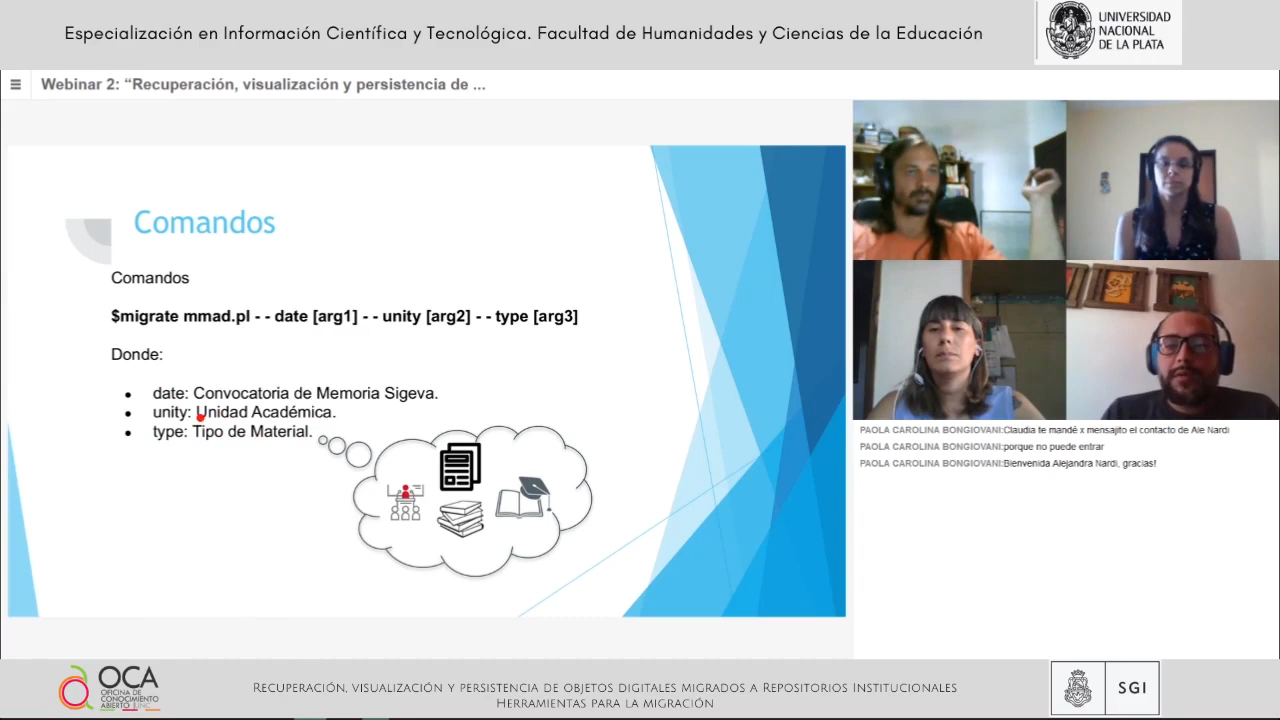 Especialización en Información Científica y Tecnológica. Facultad de Humanidades y Ciencias de la Educación
UNIVERSIDAD
NACIONAL
DE LA PLATA
Webinar 2: “Recuperación, visualización y persistencia de ...
Comandos
Comandos
$migrate mmad.pl - - date [arg1] - - unity [arg2] - - type [arg3]
Donde:
date: Convocatoria de Memoria Sigeva.
unity: Unidad Académica.
type: Tipo de Material.
PAOLA CAROLINA BONGIOVANI:Claudia te mandé x mensajito el contacto de Ale Nardi
PAOLA CAROLINA BONGIOVANI:porque no puede entrar
PAOLA CAROLINA BONGIOVANI:Bienvenida Alejandra Nardi, gracias!
OCA
OFICINA DE
CONOCIMIENTO
ABIERTO
RECUPERACIÓN, VISUALIZACIÓN Y PERSISTENCIA DE OBJETOS DIGITALES MIGRADOS A REPOSITORIOS INSTITUCIONALES
HERRAMIENTAS PARA LA MIGRACIÓN
SGI